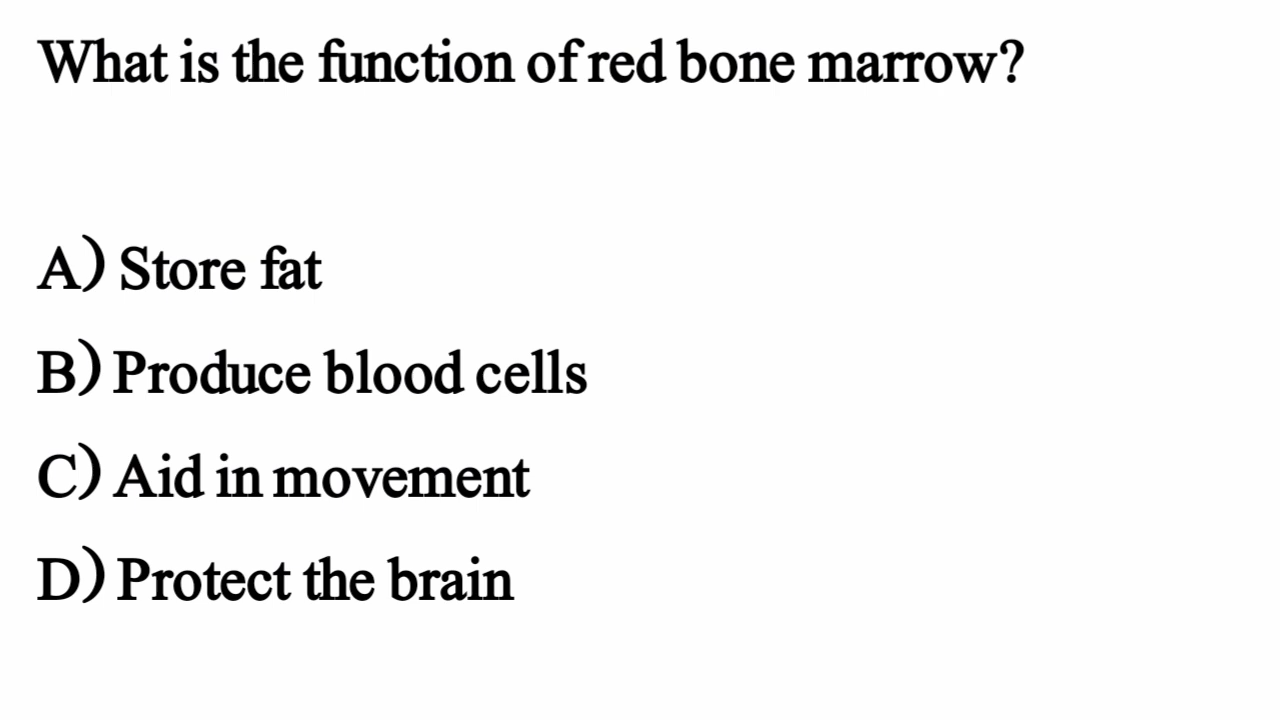 What is the function of red bone marrow?
A) Store fat
B) Produce blood cells
C) Aid in movement
D) Protect the brain